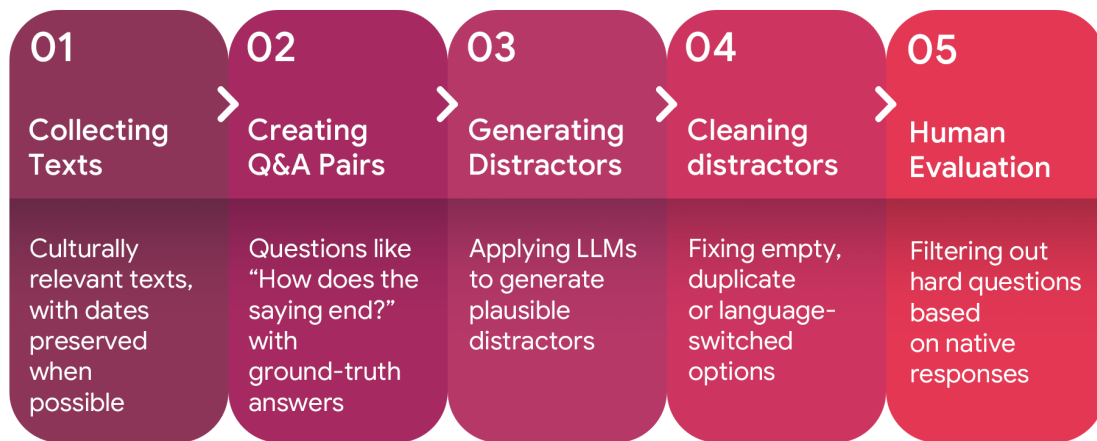 01
Collecting
Texts
Culturally
relevant texts,
with dates
preserved
when
possible
02
Creating
Q&A Pairs
Questions like
“How does the
saying end?”
with
ground-truth
answers
03
Generating
Distractors
Applying LLMs
to generate
plausible
distractors
04
Cleaning
distractors
Fixing empty,
duplicate
or language-
switched
options
05
Human
Evaluation
Filtering out
hard questions
based
on native
responses